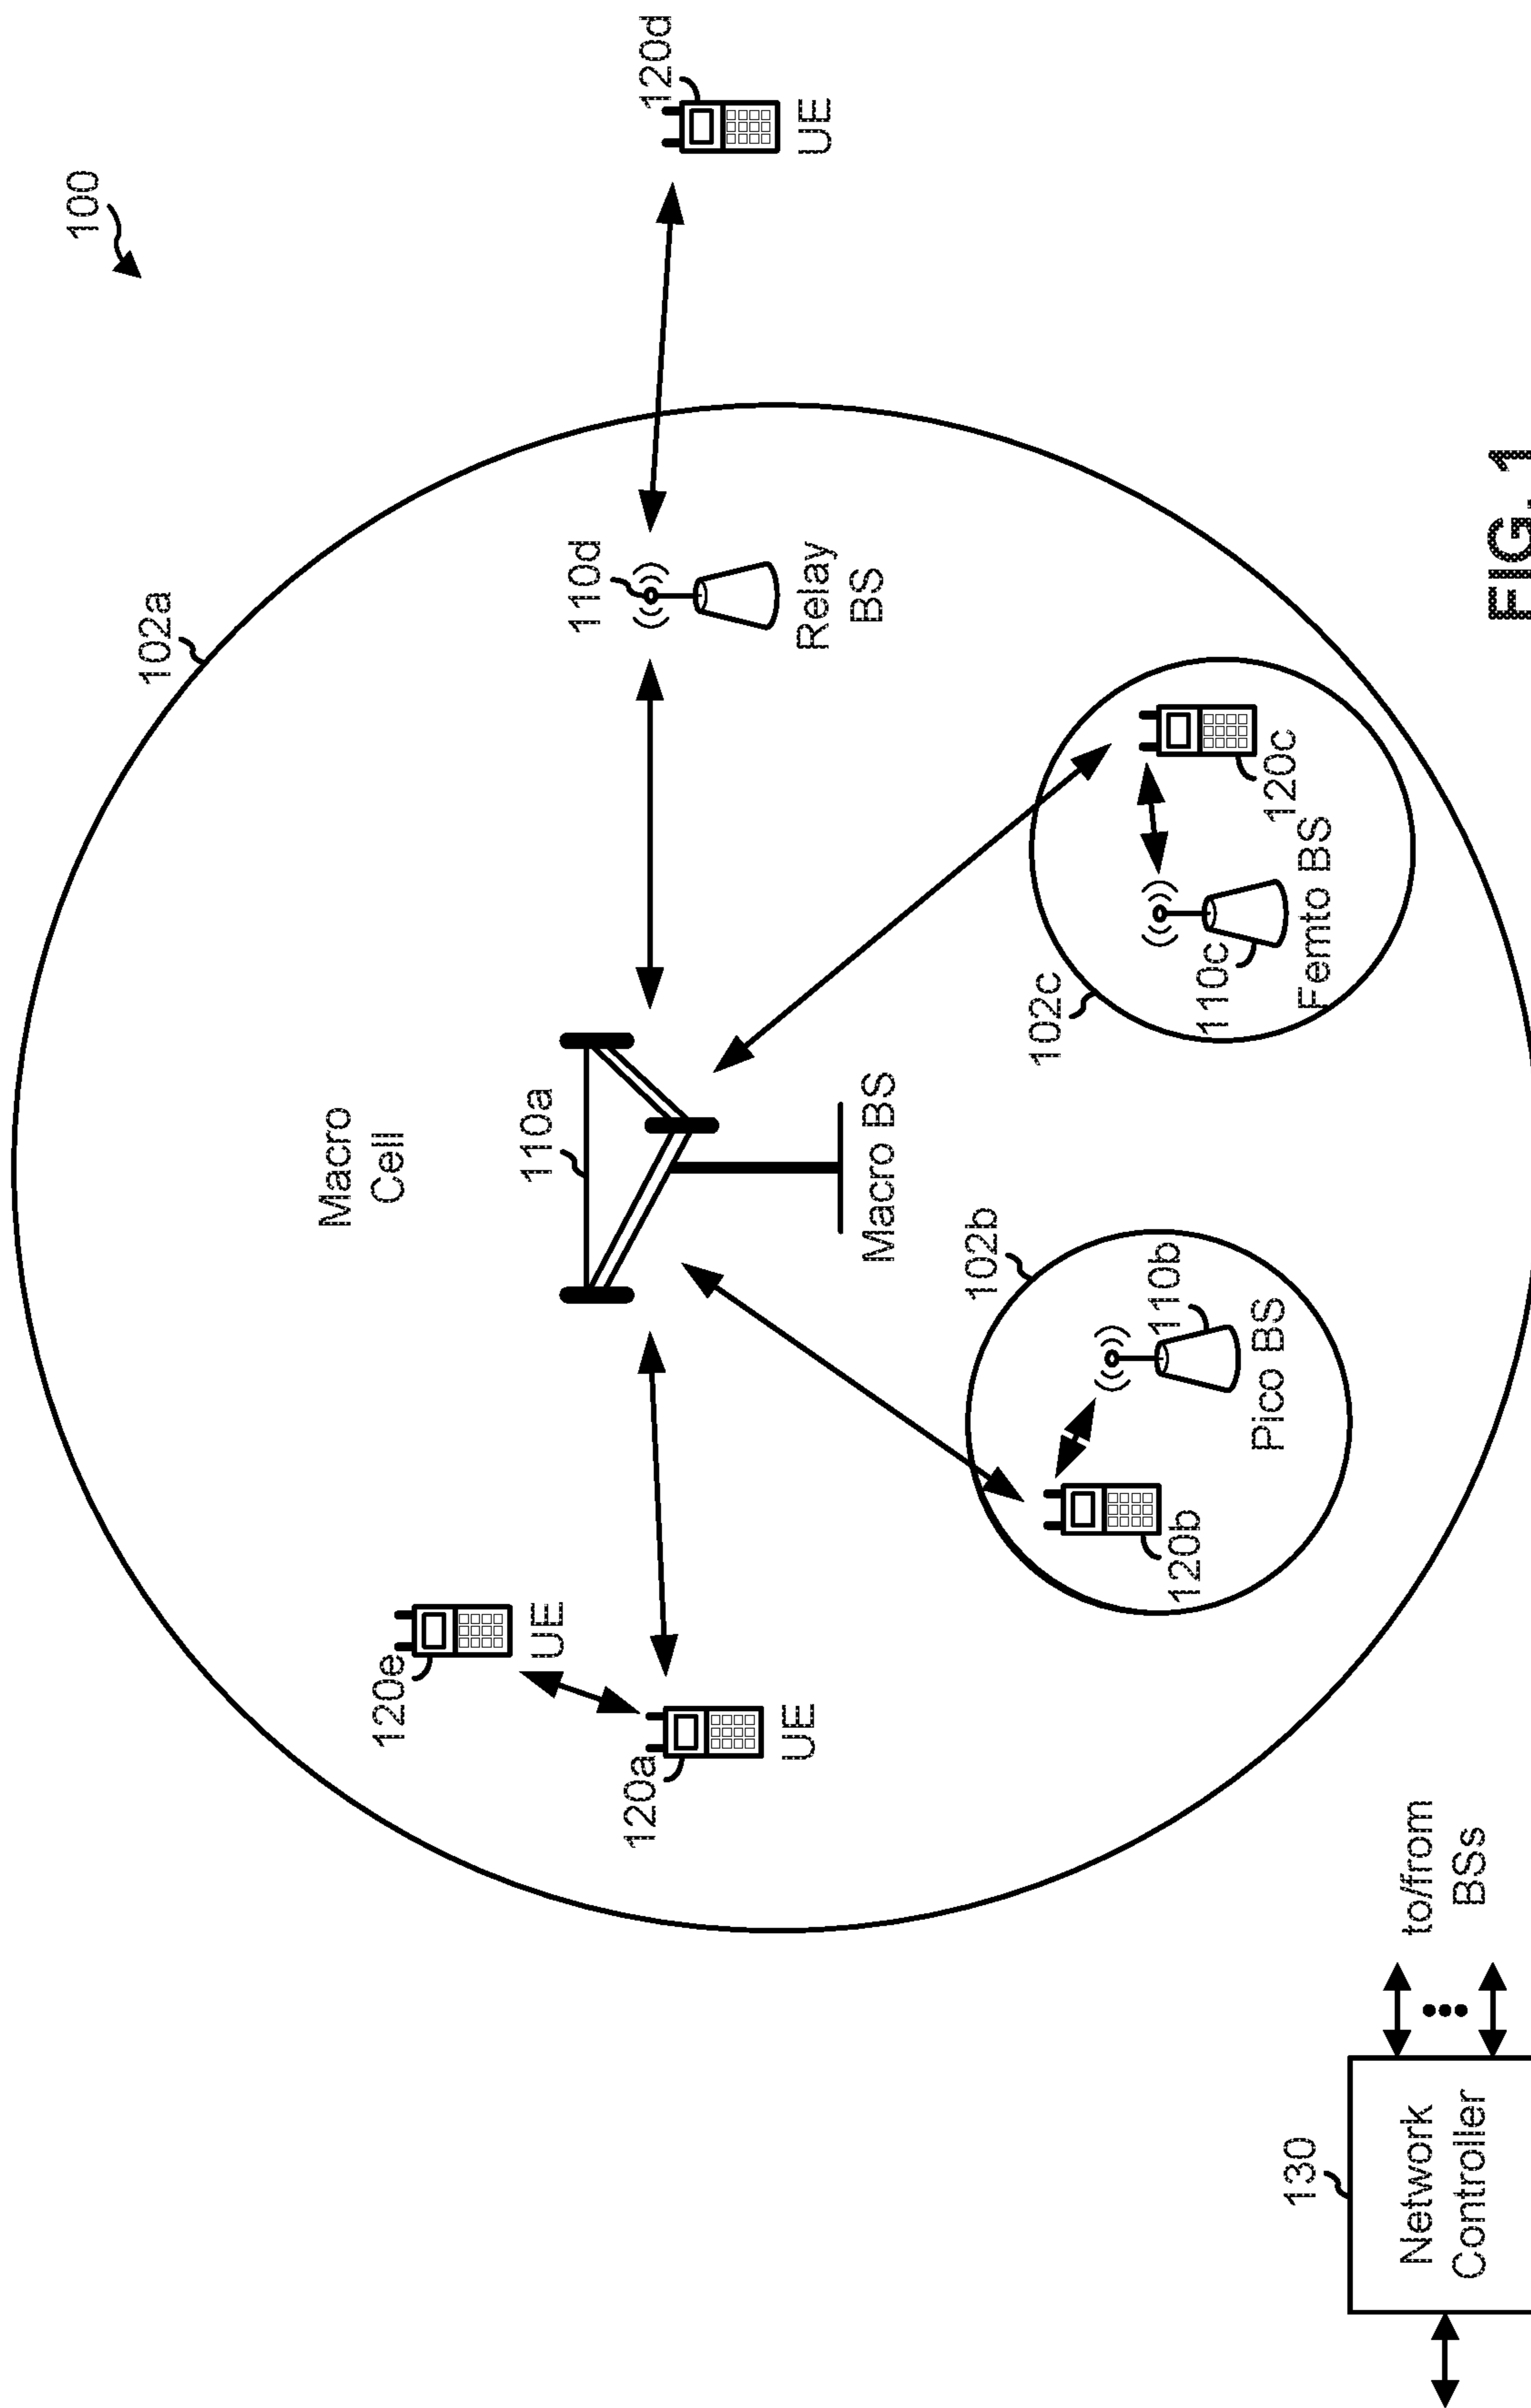 100
102a
Macro
Cell
120e
UE
110a
110d
120d
120a
UE
Relay
BS
UE
Macro BS
102b
102c
120b
110b
Pico BS
110c
120c
Femto BS
130
Network
Controller
to/from
BSs
FIG. 1